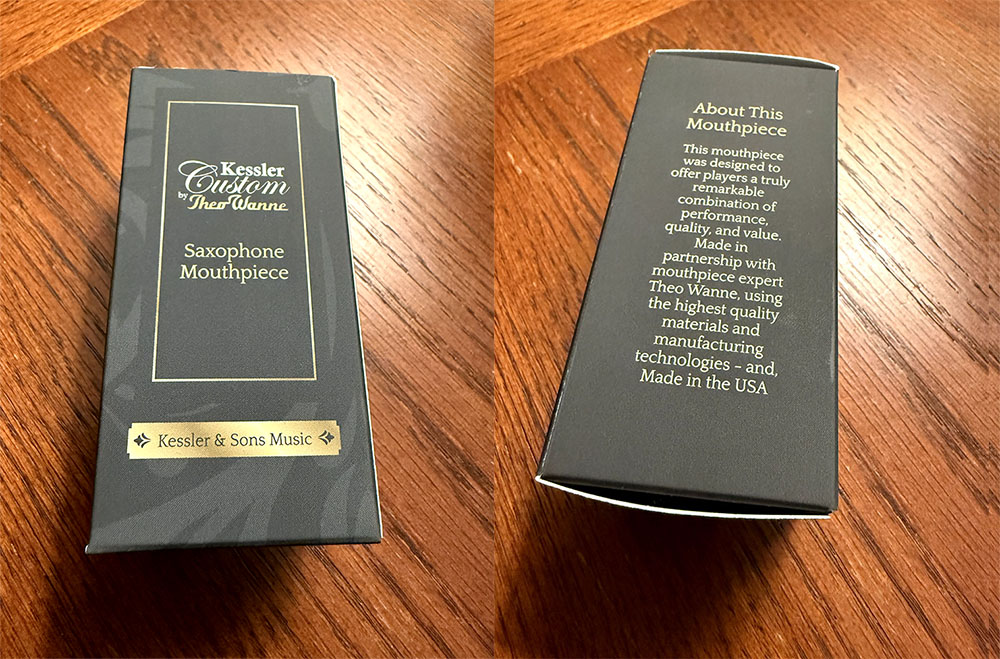 Kessler
Custom
by Theo Wanne
Saxophone
Mouthpiece
Kessler & Sons Music
About This
Mouthpiece
This mouthpiece
was designed to
offer players a truly
remarkable
combination of
performance,
quality, and value.
Made in
partnership with
mouthpiece expert
Theo Wanne, using
the highest quality
materials and
manufacturing
technologies – and,
Made in the USA